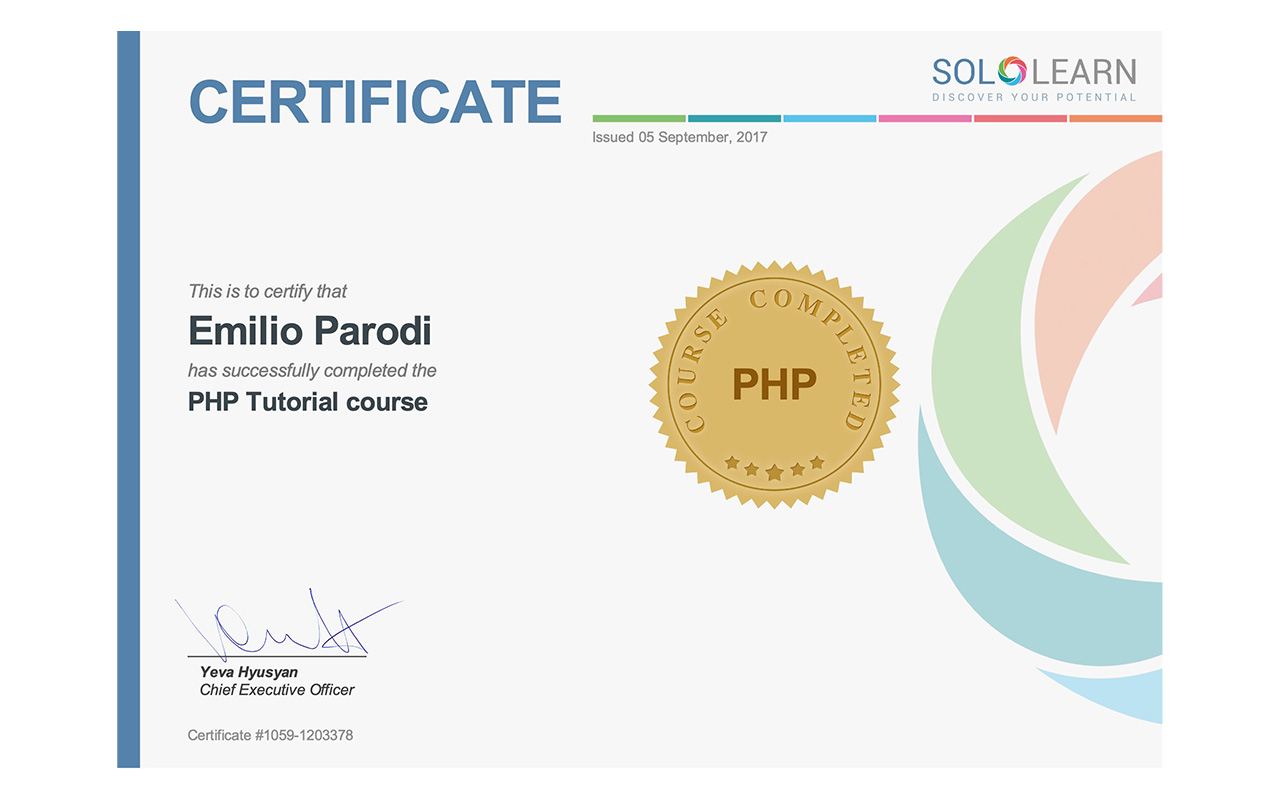 CERTIFICATE
SOLOLEARN
DISCOVER YOUR POTENTIAL
Issued 05 September, 2017
This is to certify that
Emilio Parodi
has successfully completed the
PHP Tutorial course
COURSE COMPLETED
PHP
Yeva Hyusyan
Chief Executive Officer
Certificate #1059-1203378